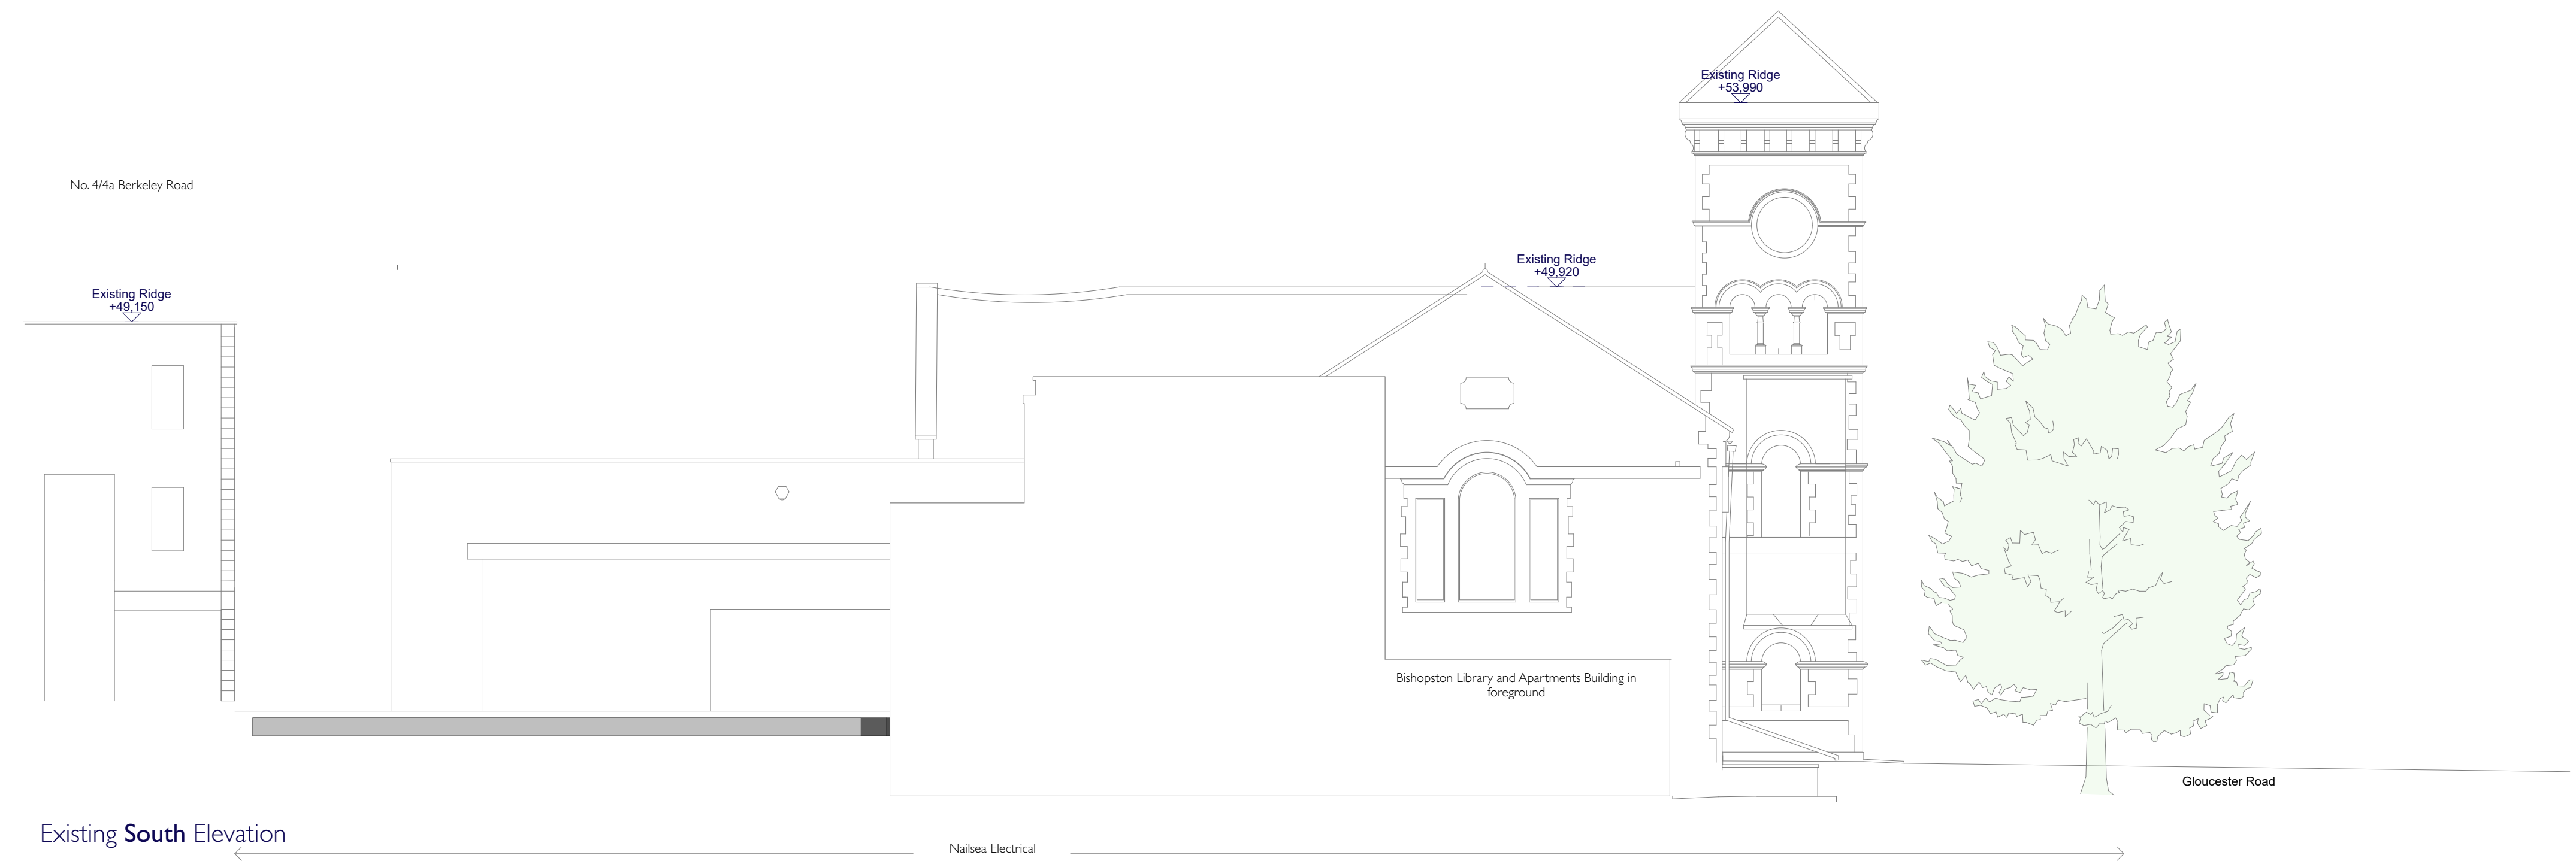 Existing Ridge
+53,990
No. 4/4a Berkeley Road
Existing Ridge
+49,920
Existing Ridge
+49,150
Bishopston Library and Apartments Building in
foreground
Gloucester Road
Existing South Elevation
Nailsea Electrical